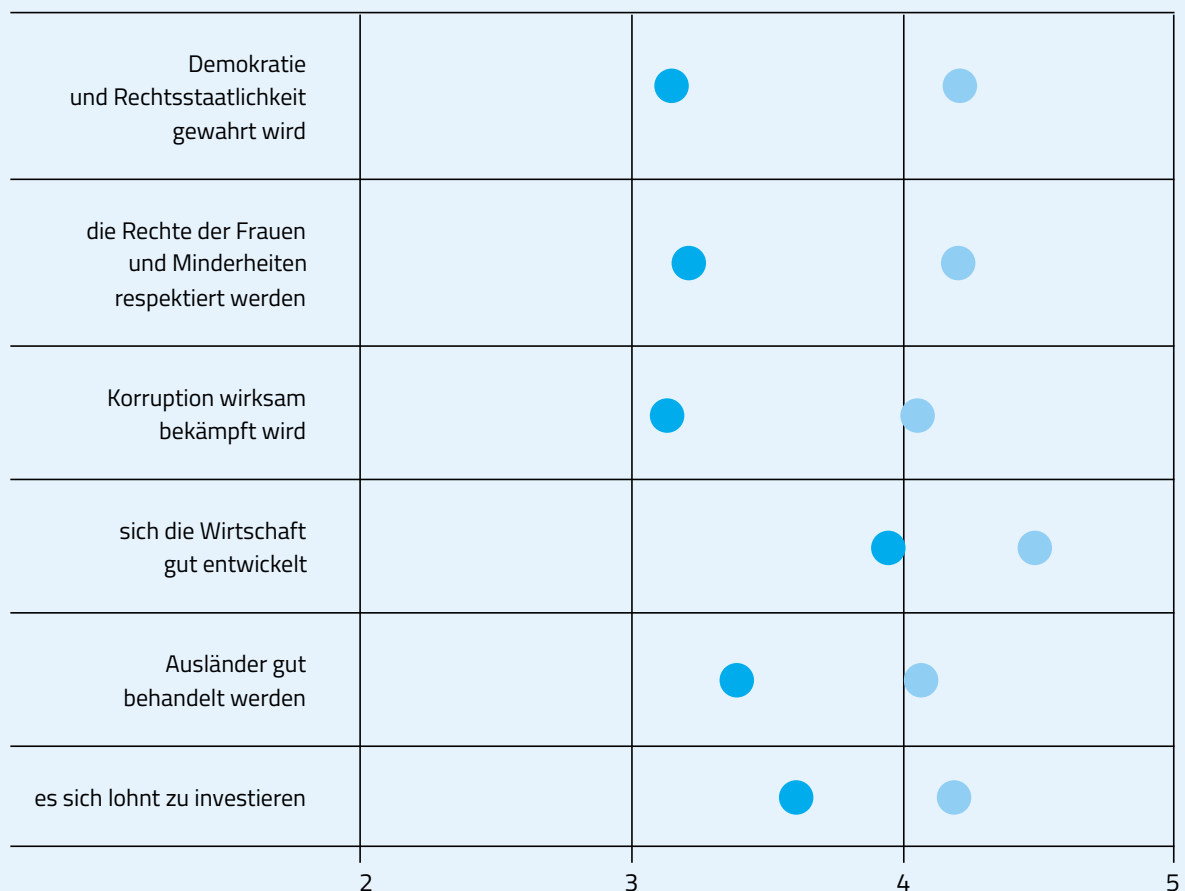 Demokratie
und Rechtsstaatlichkeit
gewahrt wird
die Rechte der Frauen
und Minderheiten
respektiert werden
Korruption wirksam
bekämpft wird
sich die Wirtschaft
gut entwickelt
Ausländer gut
behandelt werden
es sich lohnt zu investieren
2 3 4 5